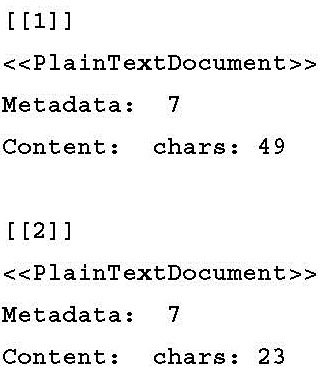 [[1]]
<<PlainTextDocument>>
Metadata:  7
Content:  chars: 49

[[2]]
<<PlainTextDocument>>
Metadata:  7
Content:  chars: 23